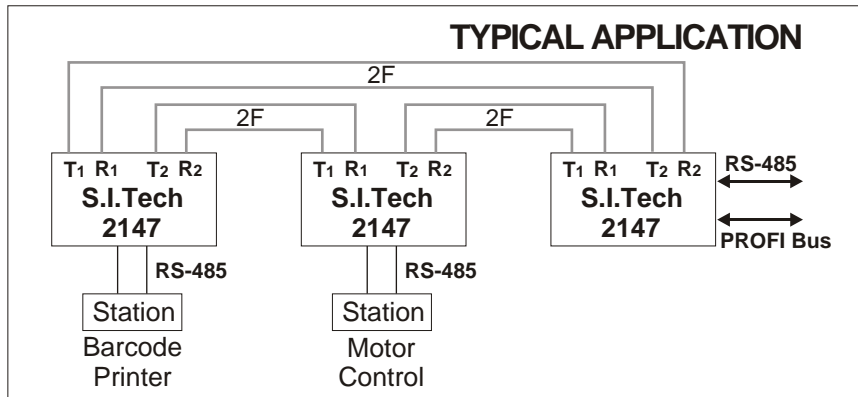 TYPICAL APPLICATION
2F
2F
2F
T1 R1 T2 R2
T1 R1 T2 R2
T1 R1 T2 R2
S.I.Tech
2147
S.I.Tech
2147
S.I.Tech
2147
RS-485
PROFI Bus
RS-485
RS-485
Station
Barcode
Printer
Station
Motor
Control